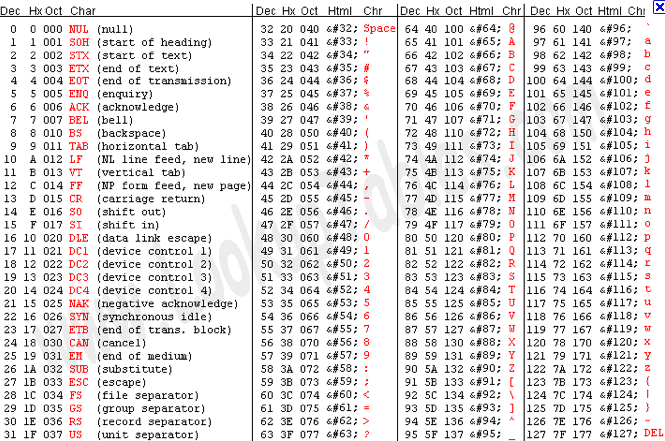 Dec Hx Oct Char Dec Hx Oct Html Chr Dec Hx Oct Html Chr Dec Hx Oct Html Chr
0 0 000 NUL (null) 32 20 040 &#32; Space 64 40 100 &#64; @ 96 60 140 &#96; `
1 1 001 SOH (start of heading) 33 21 041 &#33; ! 65 41 101 &#65; A 97 61 141 &#97; a
2 2 002 STX (start of text) 34 22 042 &#34; " 66 42 102 &#66; B 98 62 142 &#98; b
3 3 003 ETX (end of text) 35 23 043 &#35; # 67 43 103 &#67; C 99 63 143 &#99; c
4 4 004 EOT (end of transmission) 36 24 044 &#36; $ 68 44 104 &#68; D 100 64 144 &#100; d
5 5 005 ENQ (enquiry) 37 25 045 &#37; % 69 45 105 &#69; E 101 65 145 &#101; e
6 6 006 ACK (acknowledge) 38 26 046 &#38; & 70 46 106 &#70; F 102 66 146 &#102; f
7 7 007 BEL (bell) 39 27 047 &#39; ' 71 47 107 &#71; G 103 67 147 &#103; g
8 8 010 BS (backspace) 40 28 050 &#40; ( 72 48 110 &#72; H 104 68 150 &#104; h
9 9 011 TAB (horizontal tab) 41 29 051 &#41; ) 73 49 111 &#73; I 105 69 151 &#105; i
10 A 012 LF (NL line feed, new line) 42 2A 052 &#42; * 74 4A 112 &#74; J 106 6A 152 &#106; j
11 B 013 VT (vertical tab) 43 2B 053 &#43; + 75 4B 113 &#75; K 107 6B 153 &#107; k
12 C 014 FF (NP form feed, new page) 44 2C 054 &#44; , 76 4C 114 &#76; L 108 6C 154 &#108; l
13 D 015 CR (carriage return) 45 2D 055 &#45; - 77 4D 115 &#77; M 109 6D 155 &#109; m
14 E 016 SO (shift out) 46 2E 056 &#46; . 78 4E 116 &#78; N 110 6E 156 &#110; n
15 F 017 SI (shift in) 47 2F 057 &#47; / 79 4F 117 &#79; O 111 6F 157 &#111; o
16 10 020 DLE (data link escape) 48 30 060 &#48; 0 80 50 120 &#80; P 112 70 160 &#112; p
17 11 021 DC1 (device control 1) 49 31 061 &#49; 1 81 51 121 &#81; Q 113 71 161 &#113; q
18 12 022 DC2 (device control 2) 50 32 062 &#50; 2 82 52 122 &#82; R 114 72 162 &#114; r
19 13 023 DC3 (device control 3) 51 33 063 &#51; 3 83 53 123 &#83; S 115 73 163 &#115; s
20 14 024 DC4 (device control 4) 52 34 064 &#52; 4 84 54 124 &#84; T 116 74 164 &#116; t
21 15 025 NAK (negative acknowledge) 53 35 065 &#53; 5 85 55 125 &#85; U 117 75 165 &#117; u
22 16 026 SYN (synchronous idle) 54 36 066 &#54; 6 86 56 126 &#86; V 118 76 166 &#118; v
23 17 027 ETB (end of trans. block) 55 37 067 &#55; 7 87 57 127 &#87; W 119 77 167 &#119; w
24 18 030 CAN (cancel) 56 38 070 &#56; 8 88 58 130 &#88; X 120 78 170 &#120; x
25 19 031 EM (end of medium) 57 39 071 &#57; 9 89 59 131 &#89; Y 121 79 171 &#121; y
26 1A 032 SUB (substitute) 58 3A 072 &#58; : 90 5A 132 &#90; Z 122 7A 172 &#122; z
27 1B 033 ESC (escape) 59 3B 073 &#59; ; 91 5B 133 &#91; [ 123 7B 173 &#123; {
28 1C 034 FS (file separator) 60 3C 074 &#60; < 92 5C 134 &#92; \ 124 7C 174 &#124; |
29 1D 035 GS (group separator) 61 3D 075 &#61; = 93 5D 135 &#93; ] 125 7D 175 &#125; }
30 1E 036 RS (record separator) 62 3E 076 &#62; > 94 5E 136 &#94; ^ 126 7E 176 &#126; ~
31 1F 037 US (unit separator) 63 3F 077 &#63; ? 95 5F 137 &#95; _ 127 7F 177 &#127; DEL